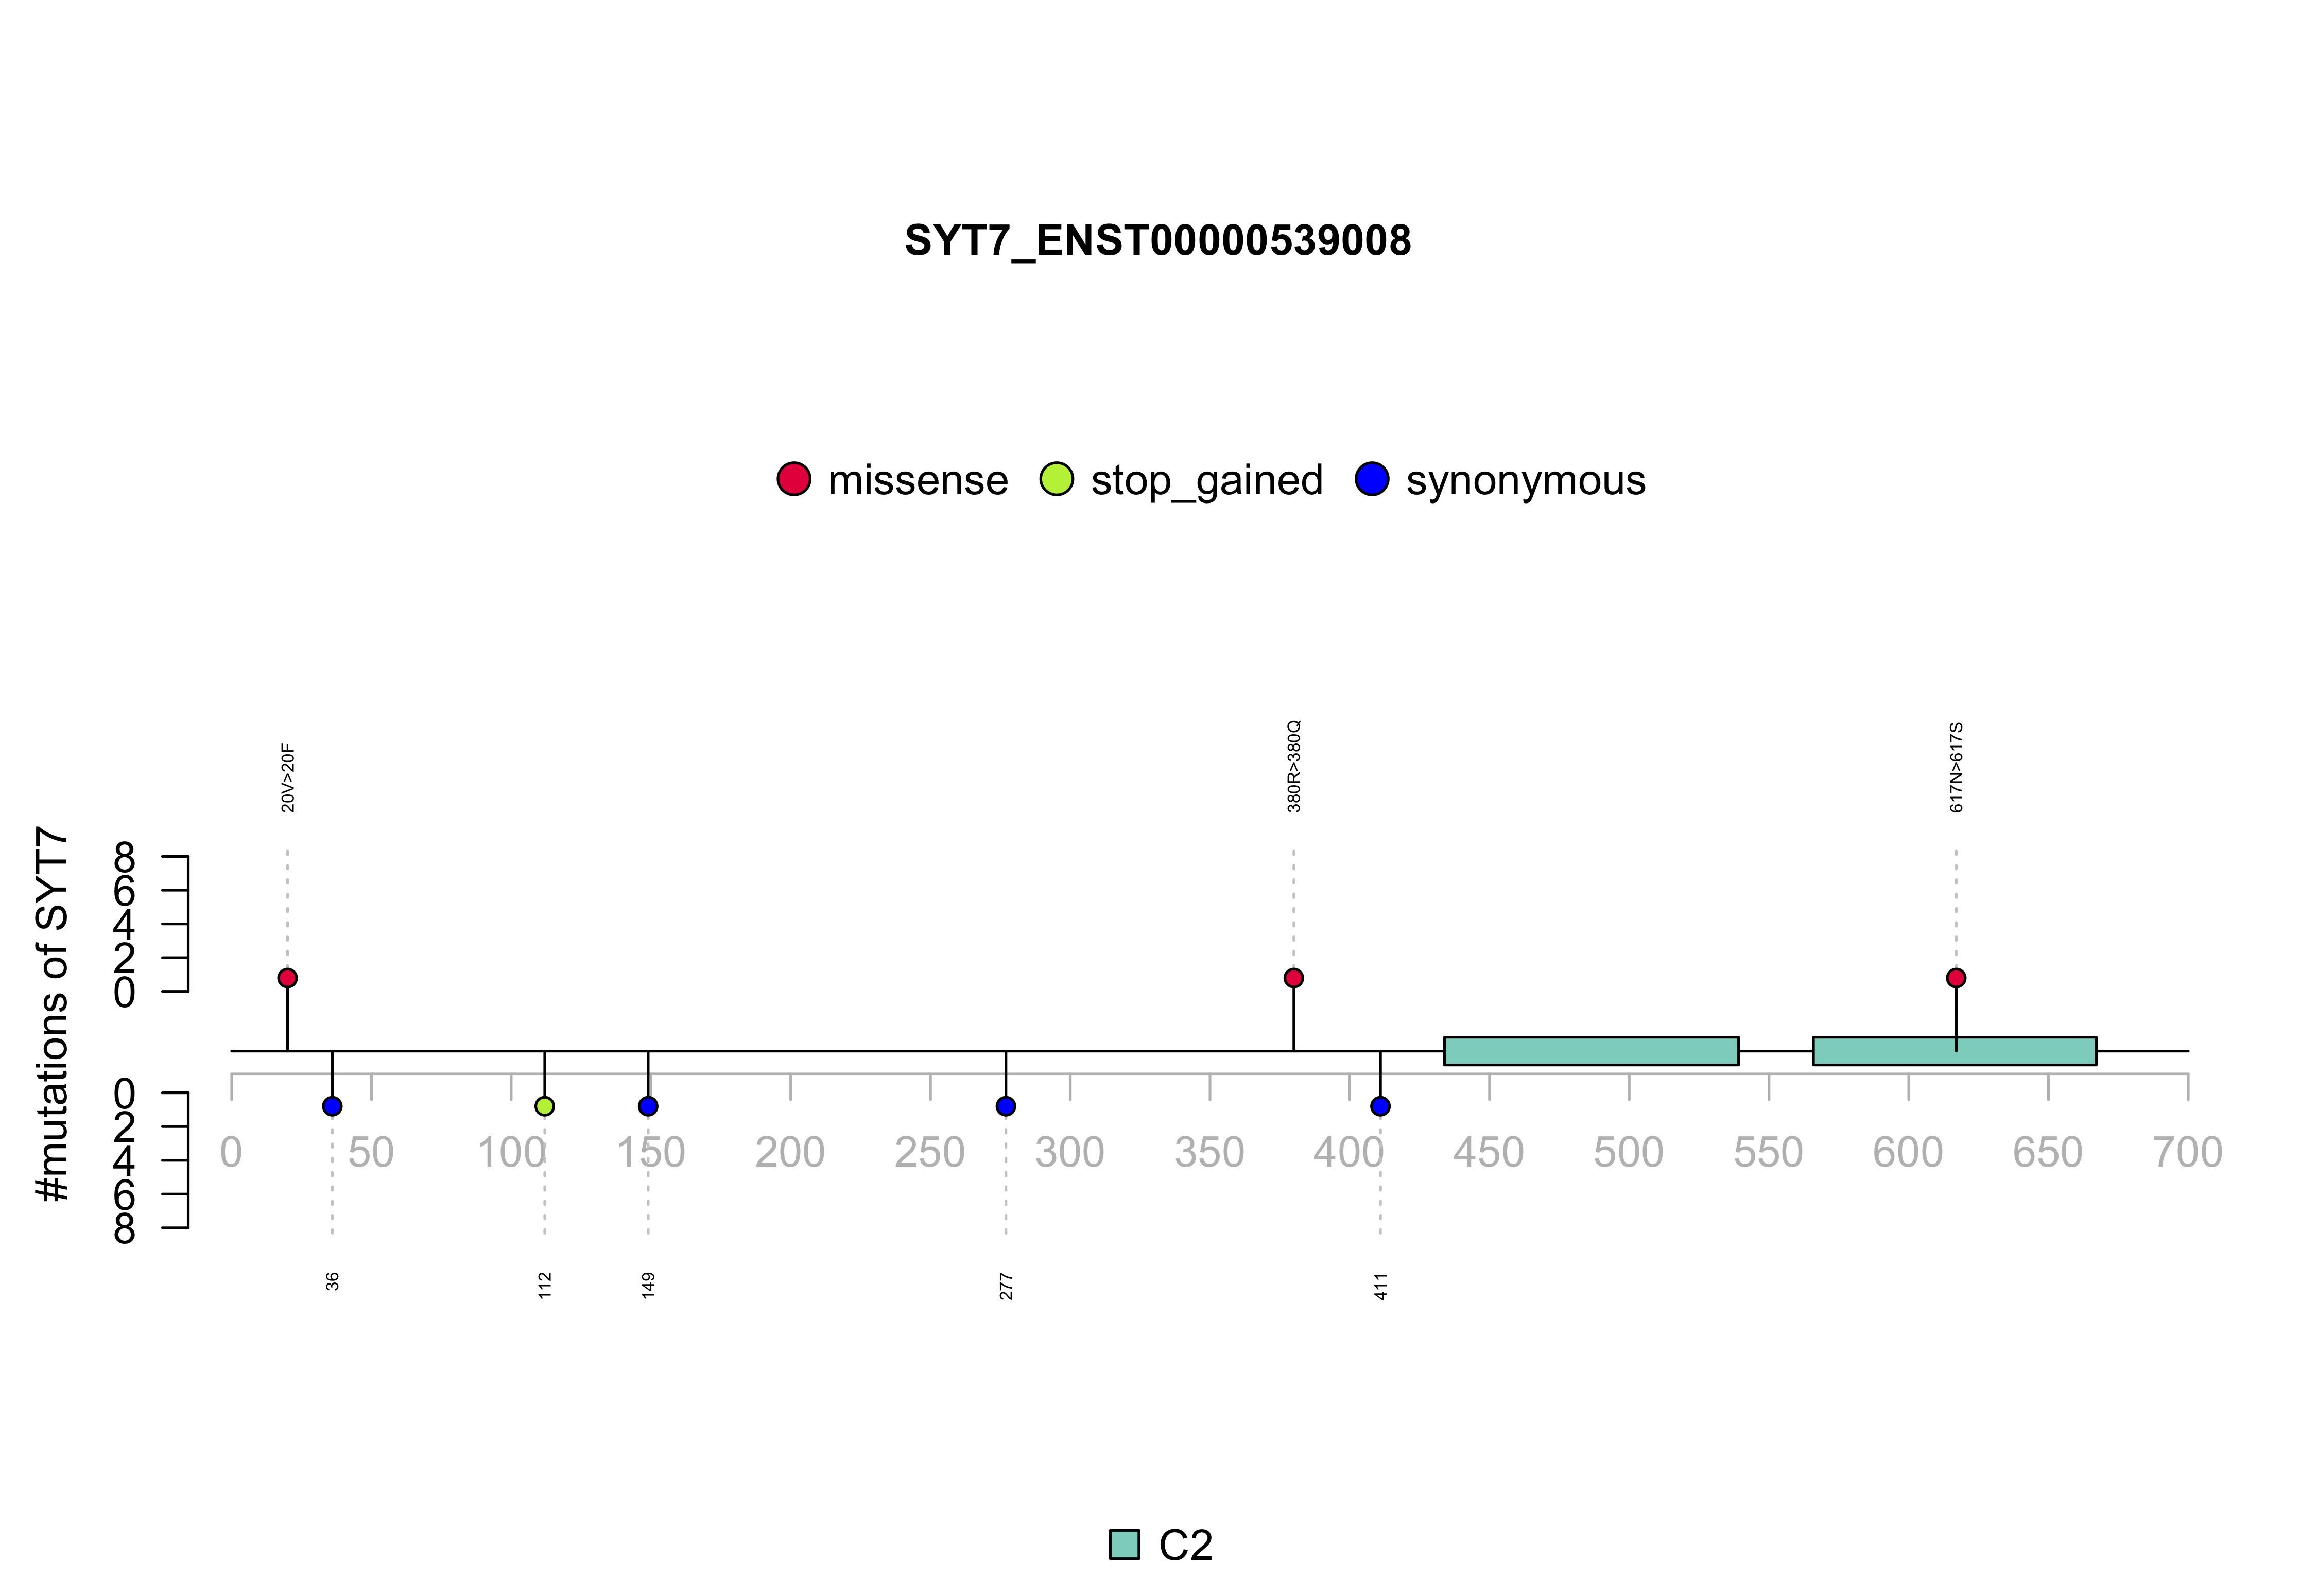 SYT7_ENST00000539008
missense stop_gained synonymous
20V>20F 380R>380Q 617N>617S
#mutations of SYT7
8
6
4
2
0
0
2
4
6
8
0 50 100 150 200 250 300 350 400 450 500 550 600 650 700
36 112 149 277 411
C2